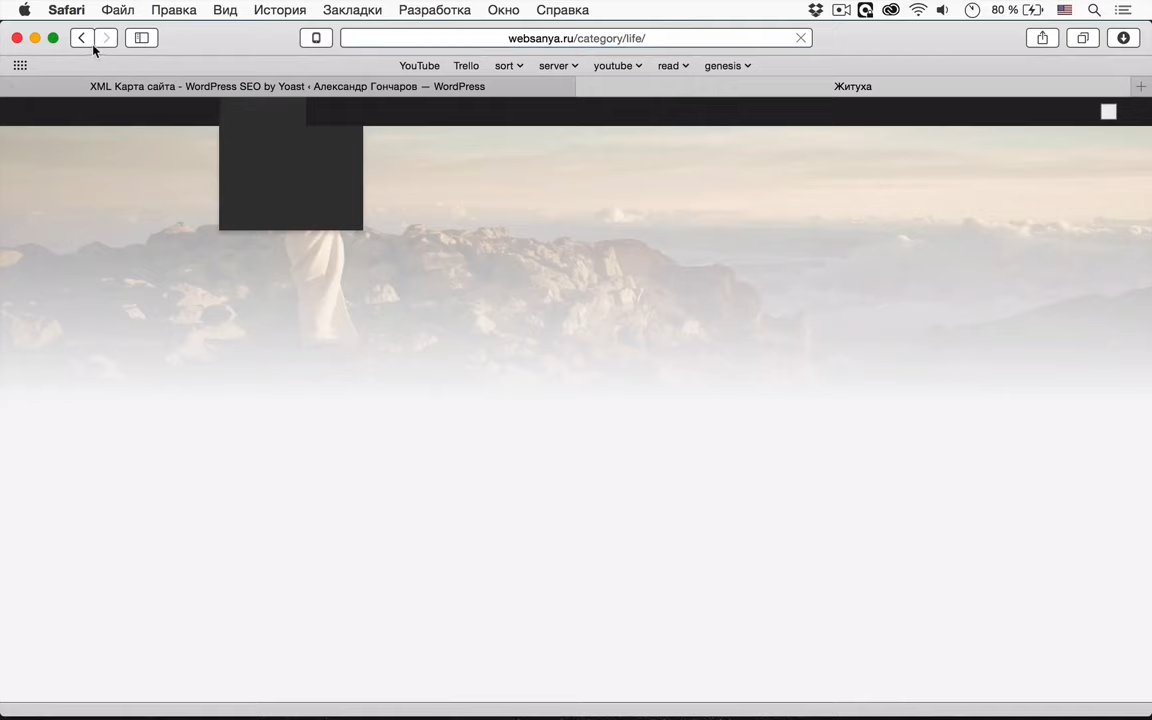 Safari Файл Правка Вид История Закладки Разработка Окно Справка 80 %
websanya.ru/category/life/
YouTube Trello sort server youtube read genesis
XML Карта сайта - WordPress SEO by Yoast ‹ Александр Гончаров — WordPress Житуха